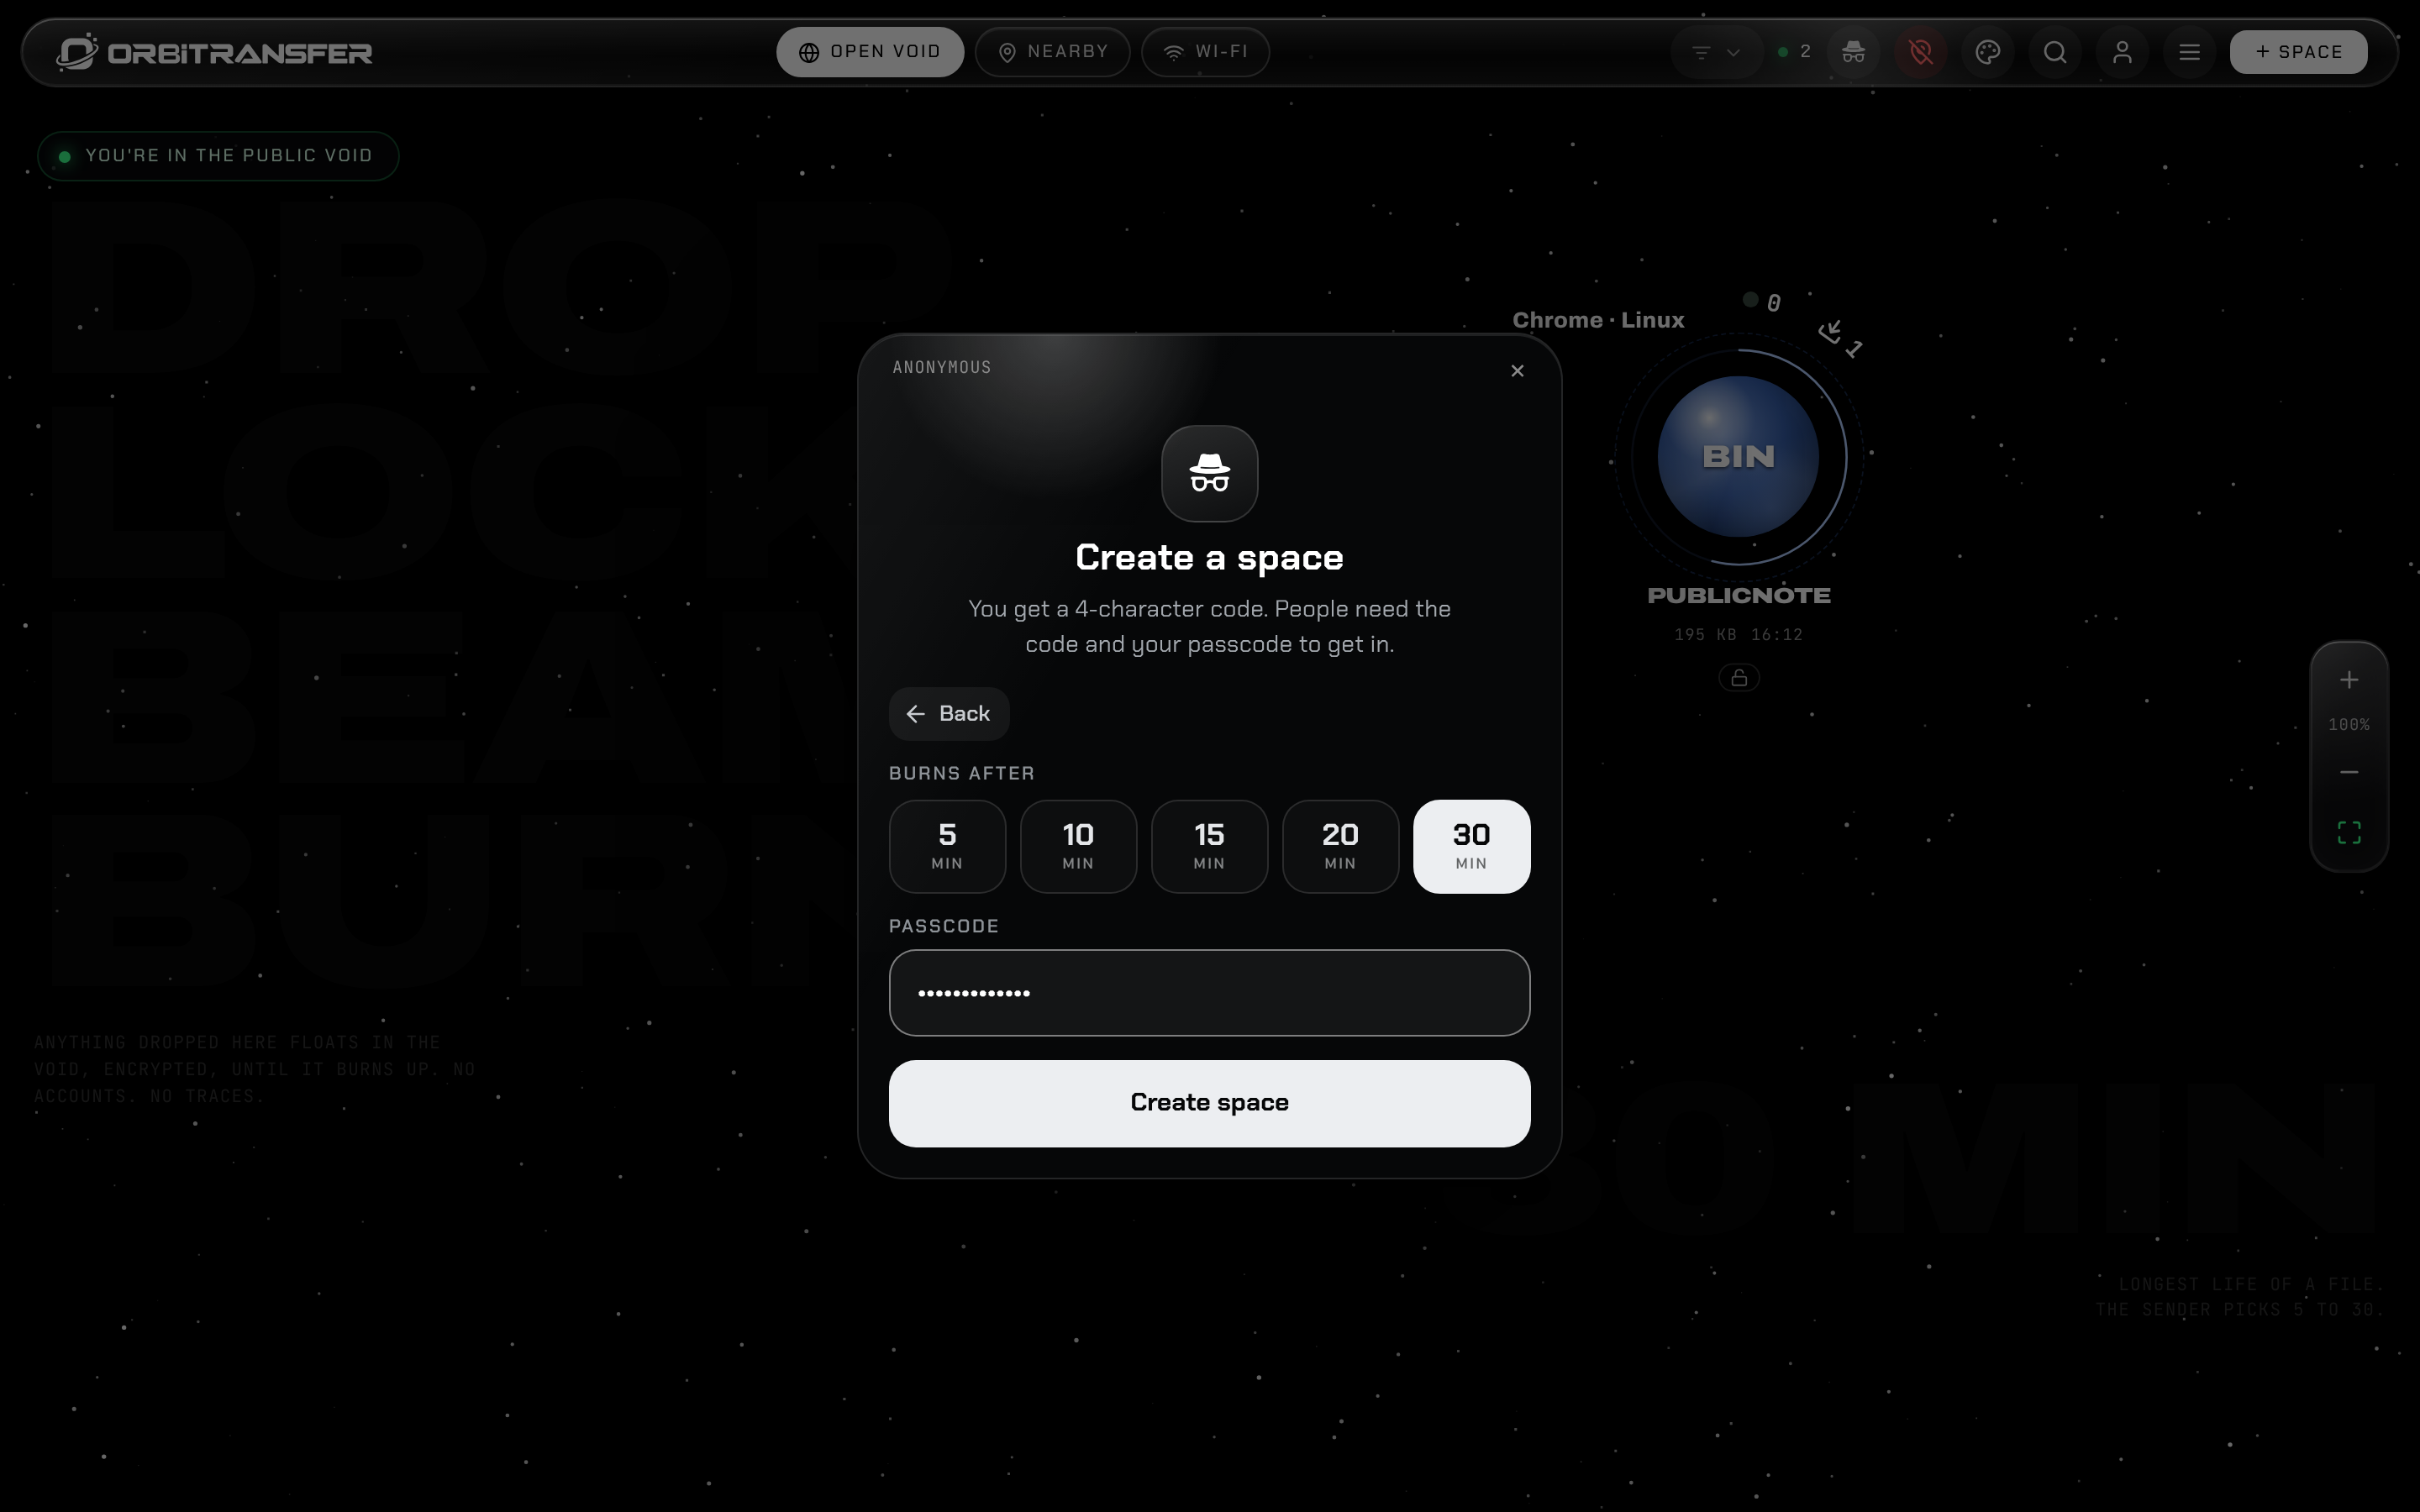 ORBITRANSFER
OPEN VOID
NEARBY
WI-FI
2
+ SPACE
YOU'RE IN THE PUBLIC VOID
DROP
LOCK
BEAM
BURN
ANYTHING DROPPED HERE FLOATS IN THE
VOID, ENCRYPTED, UNTIL IT BURNS UP. NO
ACCOUNTS. NO TRACES.
Chrome · Linux
0
1
BIN
PUBLICNOTE
195 KB 16:12
ANONYMOUS
Create a space
You get a 4-character code. People need the
code and your passcode to get in.
Back
BURNS AFTER
5 MIN
10 MIN
15 MIN
20 MIN
30 MIN
PASSCODE
•••••••••••••
Create space
100%
30 MIN
LONGEST LIFE OF A FILE.
THE SENDER PICKS 5 TO 30.